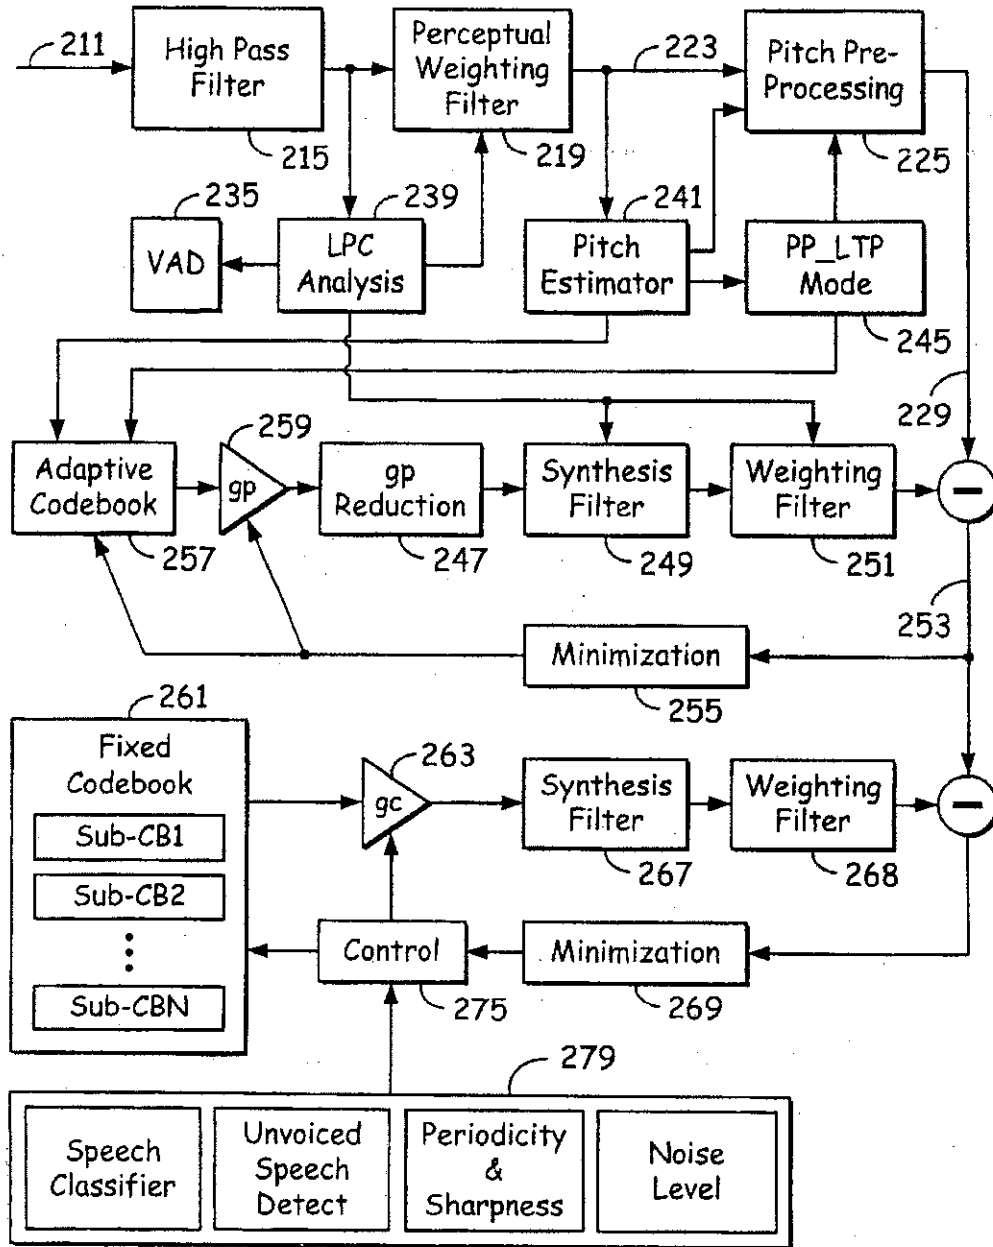 211
High Pass
Filter
215
Perceptual
Weighting
Filter
219
223
Pitch Pre-
Processing
225
235
VAD
239
LPC
Analysis
241
Pitch
Estimator
PP_LTP
Mode
245
229
Adaptive
Codebook
257
259
gp
gp
Reduction
247
Synthesis
Filter
249
Weighting
Filter
251
253
Minimization
255
261
Fixed
Codebook
Sub-CB1
Sub-CB2
Sub-CBN
263
gc
Synthesis
Filter
267
Weighting
Filter
268
Control
275
Minimization
269
279
Speech
Classifier
Unvoiced
Speech
Detect
Periodicity
&
Sharpness
Noise
Level